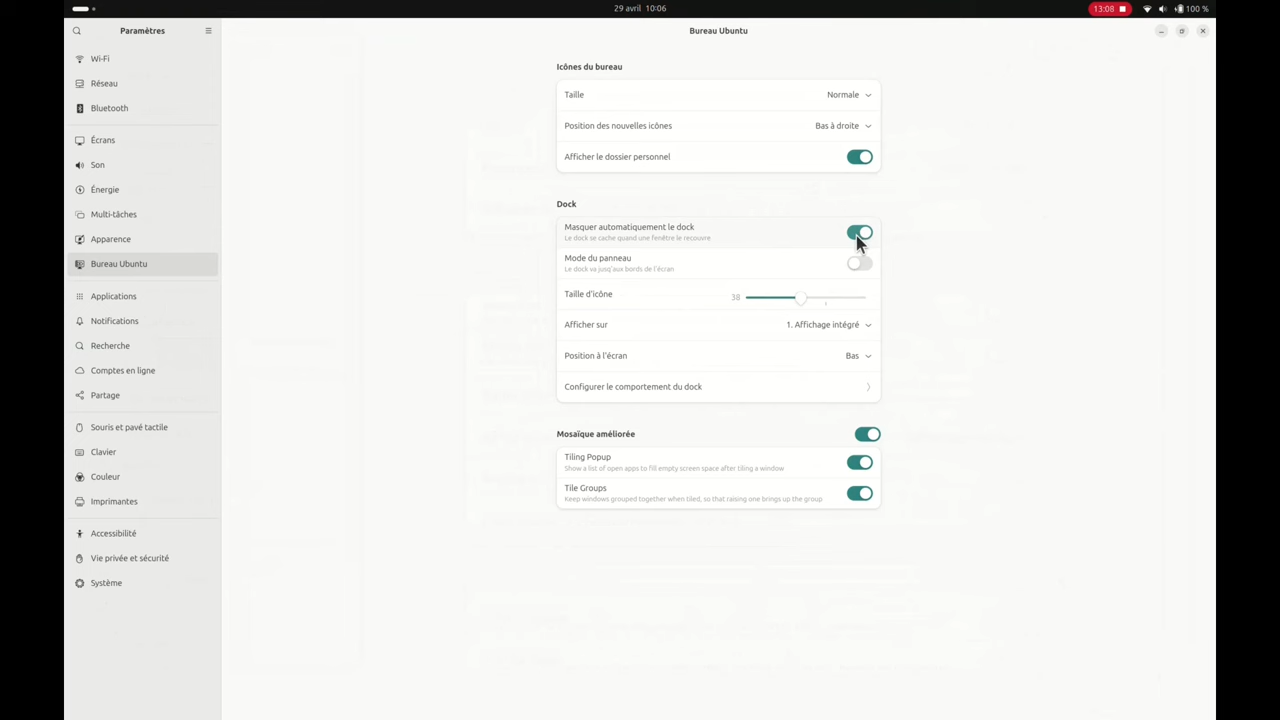 29 avril 10:06
13:08
100 %
Paramètres
Bureau Ubuntu
Wi-Fi
Réseau
Bluetooth
Écrans
Son
Énergie
Multi-tâches
Apparence
Bureau Ubuntu
Applications
Notifications
Recherche
Comptes en ligne
Partage
Souris et pavé tactile
Clavier
Couleur
Imprimantes
Accessibilité
Vie privée et sécurité
Système
Icônes du bureau
Taille Normale
Position des nouvelles icônes Bas à droite
Afficher le dossier personnel
Dock
Masquer automatiquement le dock
Le dock se cache quand une fenêtre le recouvre
Mode du panneau
Le dock va jusqu'aux bords de l'écran
Taille d'icône 38
Afficher sur 1. Affichage intégré
Position à l'écran Bas
Configurer le comportement du dock
Mosaïque améliorée
Tiling Popup
Show a list of open apps to fill empty screen space after tiling a window
Tile Groups
Keep windows grouped together when tiled, so that raising one brings up the group